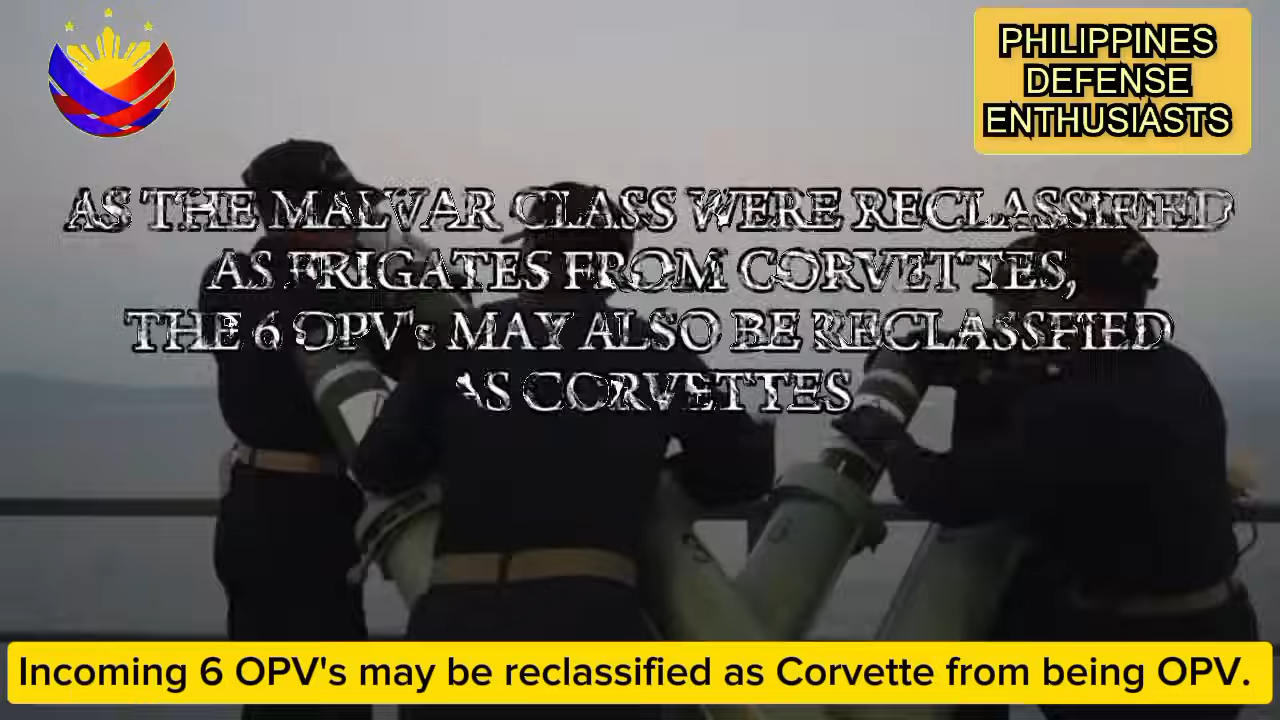 PHILIPPINES
DEFENSE
ENTHUSIASTS
AS THE MALVAR CLASS WERE RECLASSIFIED
AS FRIGATES FROM CORVETTES,
THE 6 OPV's MAY ALSO BE RECLASSFIED
AS CORVETTES
Incoming 6 OPV's may be reclassified as Corvette from being OPV.